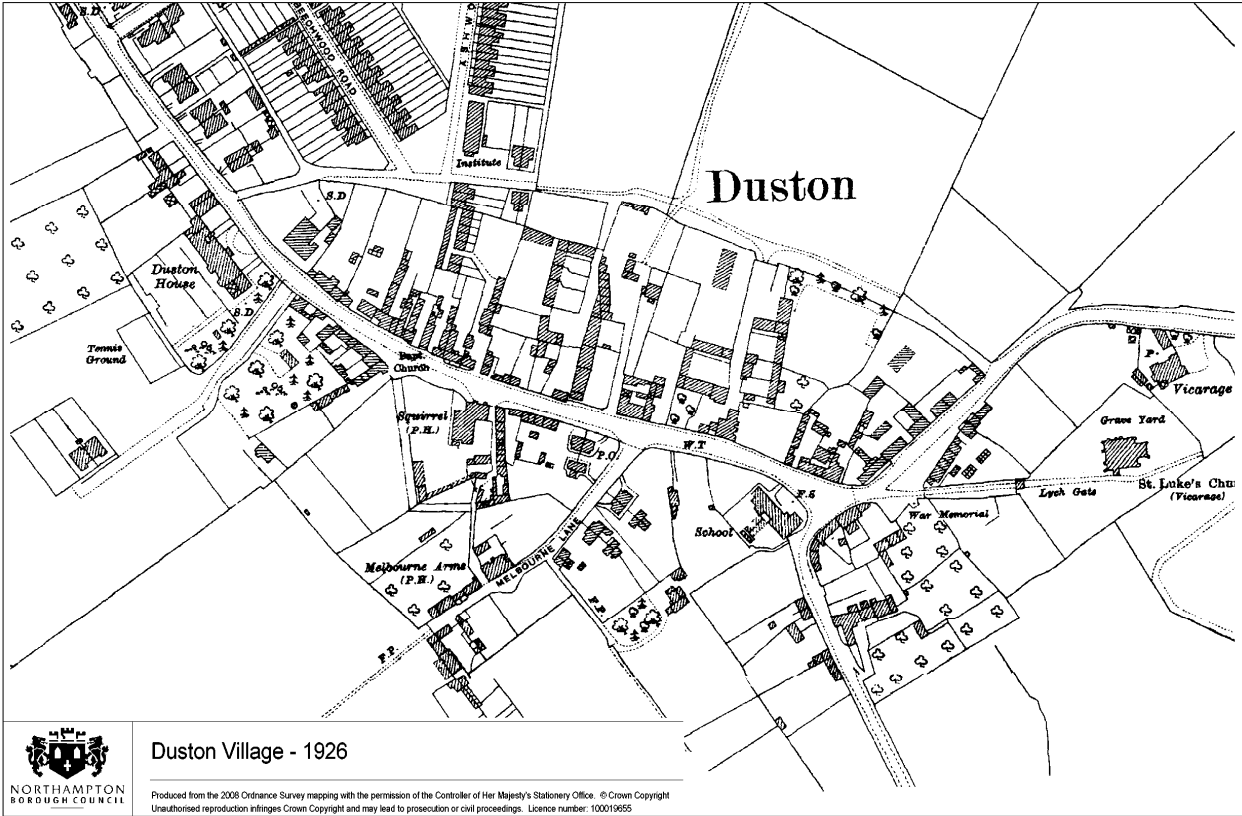 S.D
BEECHWOOD ROAD
ASHWO
Institute
Duston
S.D
Duston
House
S.D
Tennis
Ground
Bapt.
Church
Squirrel
(P.H.)
P.O.
W.T
P.
Vicarage
Grave Yard
F.S
Lych Gate
St. Luke's Chu
(Vicarage)
War Memorial
School
Melbourne Arms
(P.H.)
MELBOURNE LANE
F.P.
F.P.
NORTHAMPTON
BOROUGH COUNCIL
Duston Village - 1926
Produced from the 2008 Ordnance Survey mapping with the permission of the Controller of Her Majesty's Stationery Office. © Crown Copyright
Unauthorised reproduction infringes Crown Copyright and may lead to prosecution or civil proceedings. Licence number: 100019655